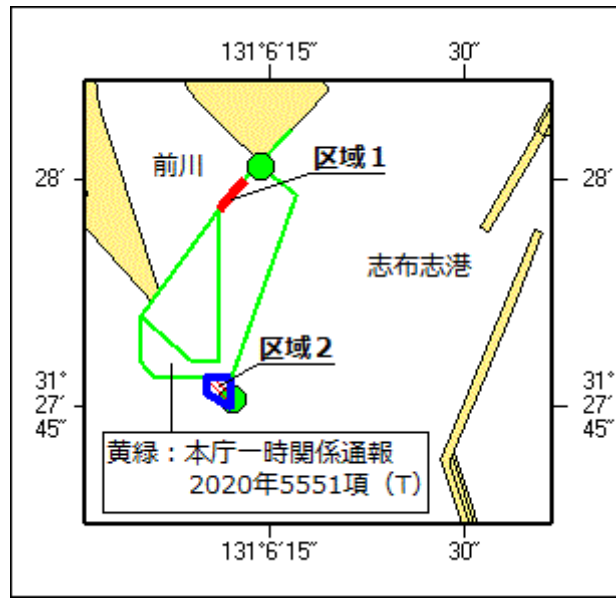 131°6′15″
30″
前川
区域1
28′
28′
志布志港
区域2
31°
27′
45″
31°
27′
45″
黄緑：本庁一時関係通報
2020年5551項（T）
131°6′15″
30″